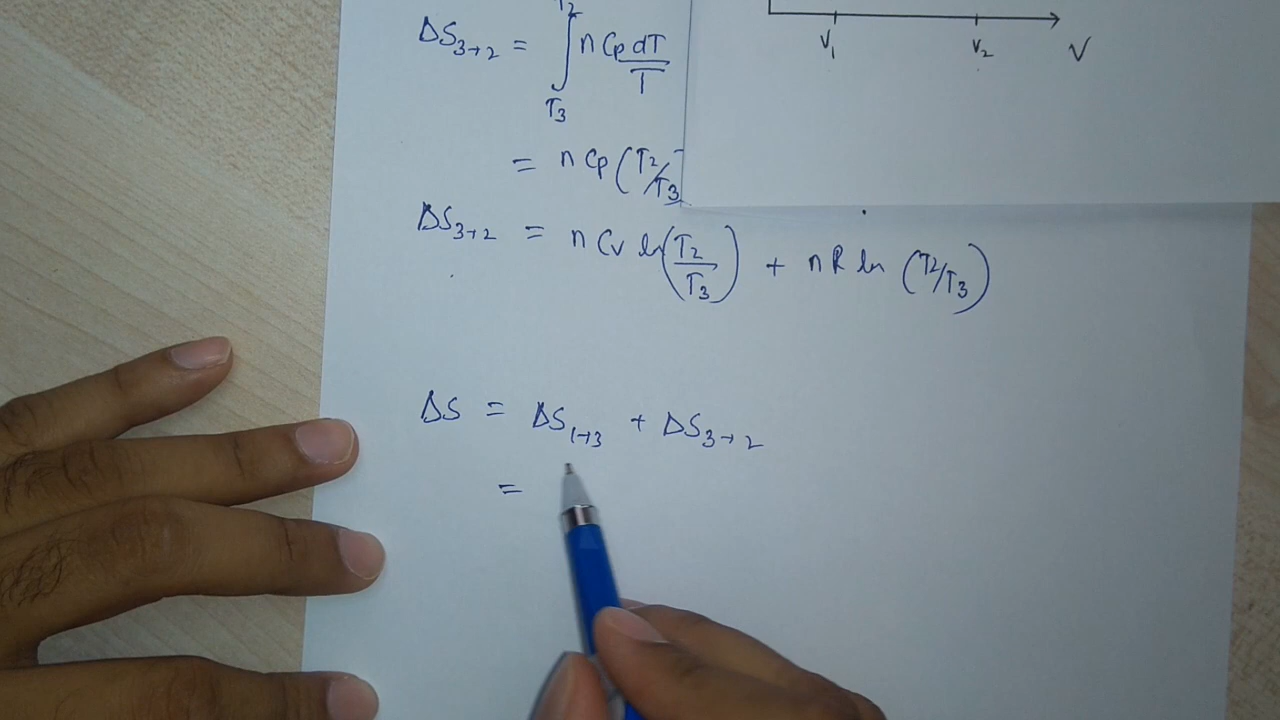 ΔS₃→₂ = ∫ n Cp dT/T
T₂
T₃
= n Cp (T₂/T₃
ΔS₃→₂ = n Cv ln(T₂/T₃) + n R ln (T₂/T₃)
ΔS = ΔS₁→₃ + ΔS₃→₂
=
V₁ V₂ V